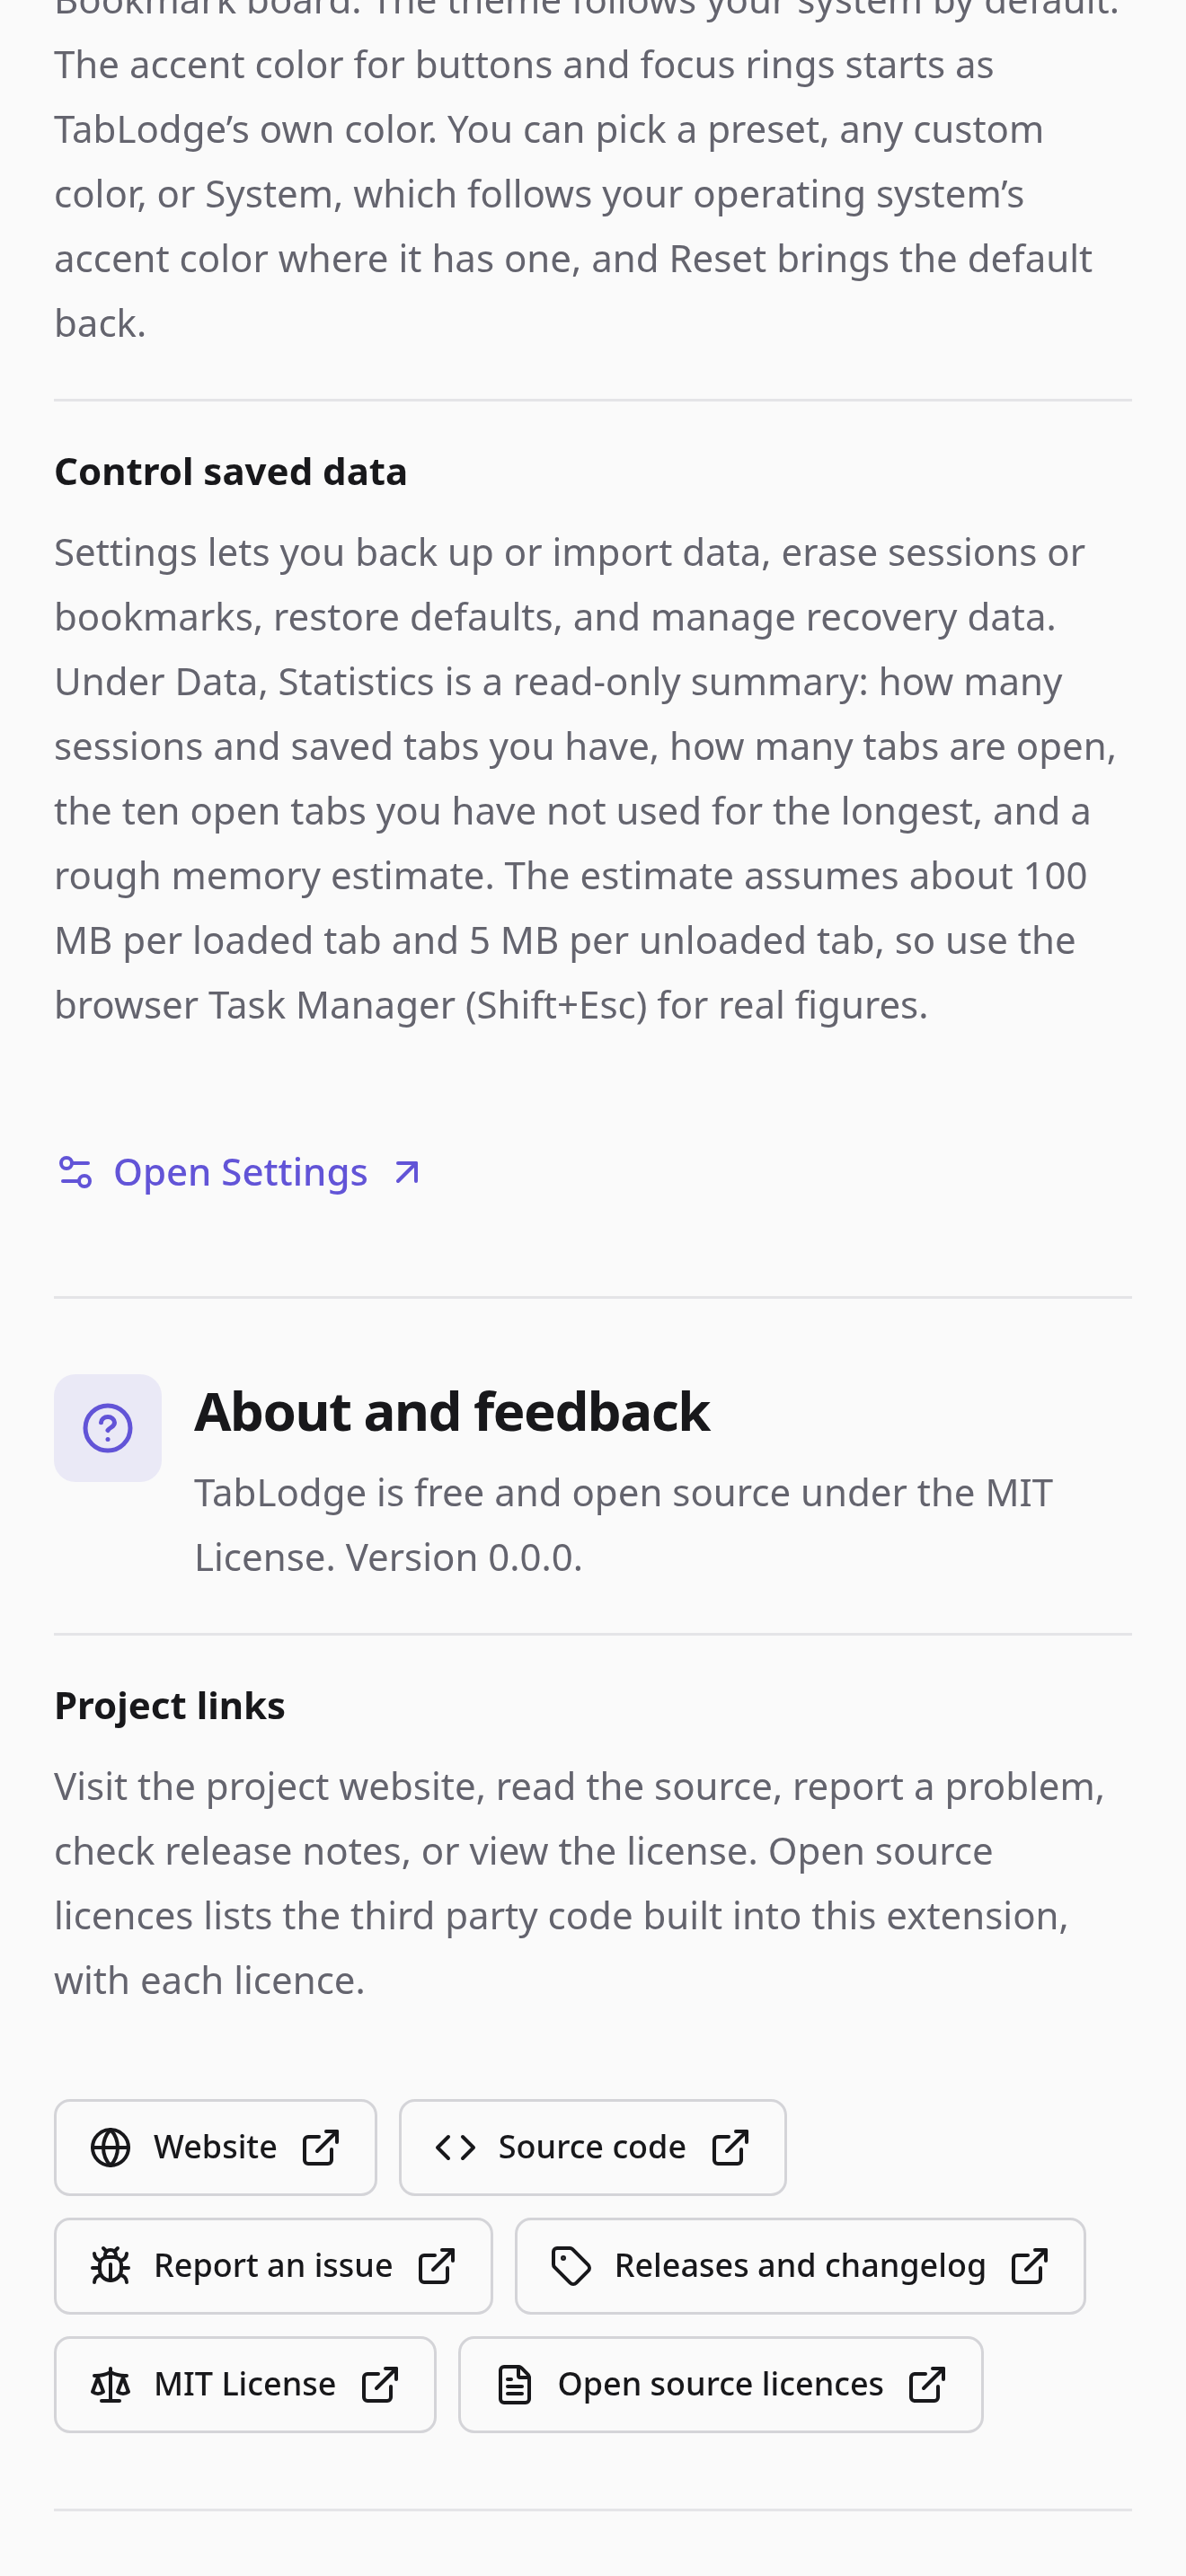 Bookmark board. The theme follows your system by default.
The accent color for buttons and focus rings starts as
TabLodge’s own color. You can pick a preset, any custom
color, or System, which follows your operating system’s
accent color where it has one, and Reset brings the default
back.
Control saved data
Settings lets you back up or import data, erase sessions or
bookmarks, restore defaults, and manage recovery data.
Under Data, Statistics is a read-only summary: how many
sessions and saved tabs you have, how many tabs are open,
the ten open tabs you have not used for the longest, and a
rough memory estimate. The estimate assumes about 100
MB per loaded tab and 5 MB per unloaded tab, so use the
browser Task Manager (Shift+Esc) for real figures.
Open Settings
About and feedback
TabLodge is free and open source under the MIT
License. Version 0.0.0.
Project links
Visit the project website, read the source, report a problem,
check release notes, or view the license. Open source
licences lists the third party code built into this extension,
with each licence.
Website
Source code
Report an issue
Releases and changelog
MIT License
Open source licences